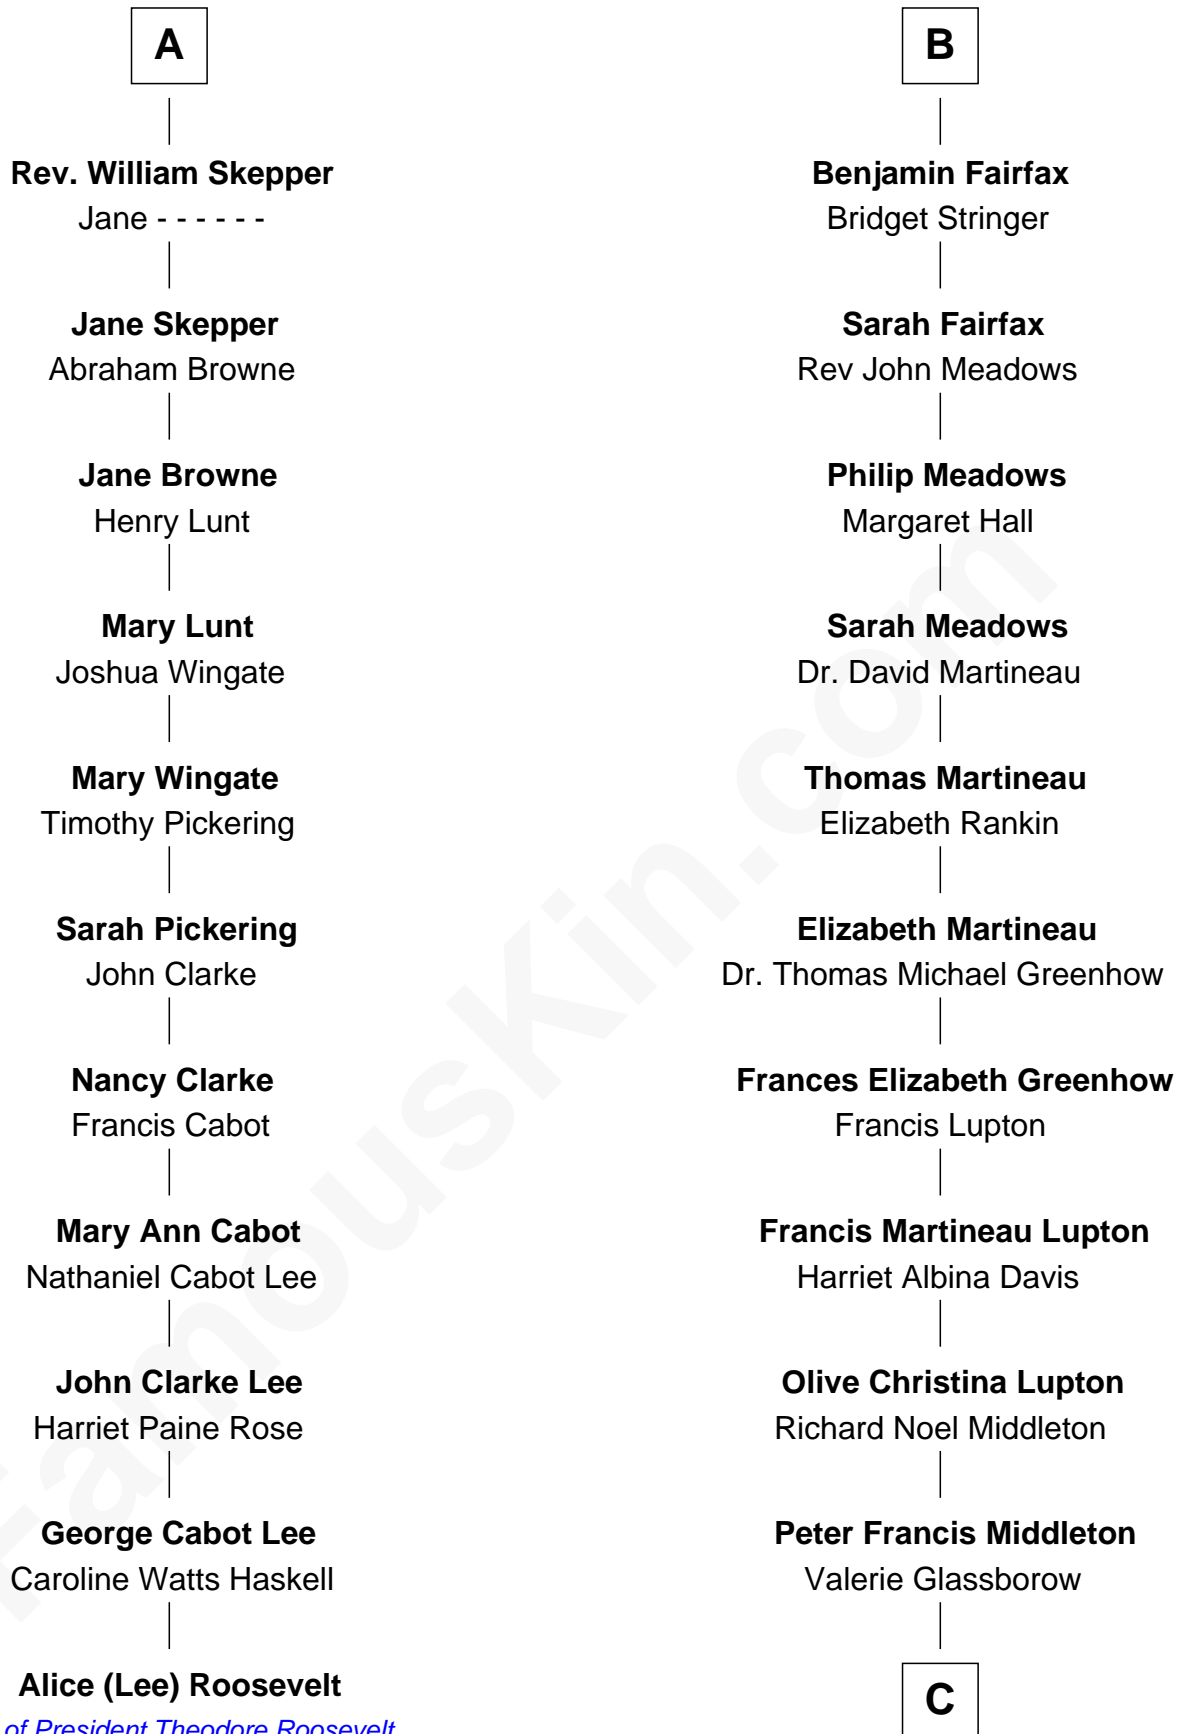 A
Rev. William Skepper
Jane - - - - - -
Jane Skepper
Abraham Browne
Jane Browne
Henry Lunt
Mary Lunt
Joshua Wingate
Mary Wingate
Timothy Pickering
Sarah Pickering
John Clarke
Nancy Clarke
Francis Cabot
Mary Ann Cabot
Nathaniel Cabot Lee
John Clarke Lee
Harriet Paine Rose
George Cabot Lee
Caroline Watts Haskell
Alice (Lee) Roosevelt
of President Theodore Roosevelt
B
Benjamin Fairfax
Bridget Stringer
Sarah Fairfax
Rev John Meadows
Philip Meadows
Margaret Hall
Sarah Meadows
Dr. David Martineau
Thomas Martineau
Elizabeth Rankin
Elizabeth Martineau
Dr. Thomas Michael Greenhow
Frances Elizabeth Greenhow
Francis Lupton
Francis Martineau Lupton
Harriet Albina Davis
Olive Christina Lupton
Richard Noel Middleton
Peter Francis Middleton
Valerie Glassborow
C
FamousKin.com